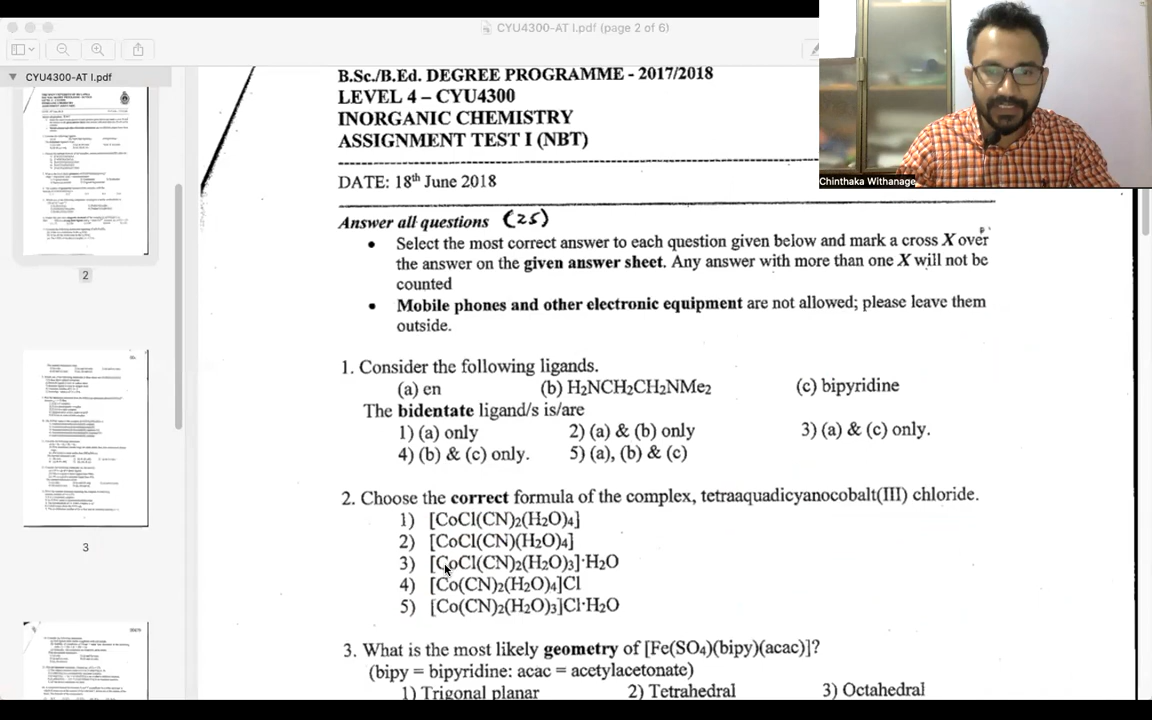 CYU4300-AT I.pdf (page 2 of 6)
CYU4300-AT I.pdf
2
3
B.Sc./B.Ed. DEGREE PROGRAMME - 2017/2018
LEVEL 4 – CYU4300
INORGANIC CHEMISTRY
ASSIGNMENT TEST I (NBT)
DATE: 18th June 2018
Answer all questions (25)
• Select the most correct answer to each question given below and mark a cross X over
the answer on the given answer sheet. Any answer with more than one X will not be
counted
• Mobile phones and other electronic equipment are not allowed; please leave them
outside.
1. Consider the following ligands.
(a) en (b) H₂NCH₂CH₂NMe₂ (c) bipyridine
The bidentate ligand/s is/are
1) (a) only 2) (a) & (b) only 3) (a) & (c) only.
4) (b) & (c) only. 5) (a), (b) & (c)
2. Choose the correct formula of the complex, tetraaquadicyanocobalt(III) chloride.
1) [CoCl(CN)₂(H₂O)₄]
2) [CoCl(CN)(H₂O)₄]
3) [CoCl(CN)₂(H₂O)₃]·H₂O
4) [Co(CN)₂(H₂O)₄]Cl
5) [Co(CN)₂(H₂O)₃]Cl·H₂O
3. What is the most likely geometry of [Fe(SO₄)(bipy)(acac)]?
(bipy = bipyridine: acac = acetylacetonate)
1) Trigonal planar 2) Tetrahedral 3) Octahedral
Chinthaka Withanage